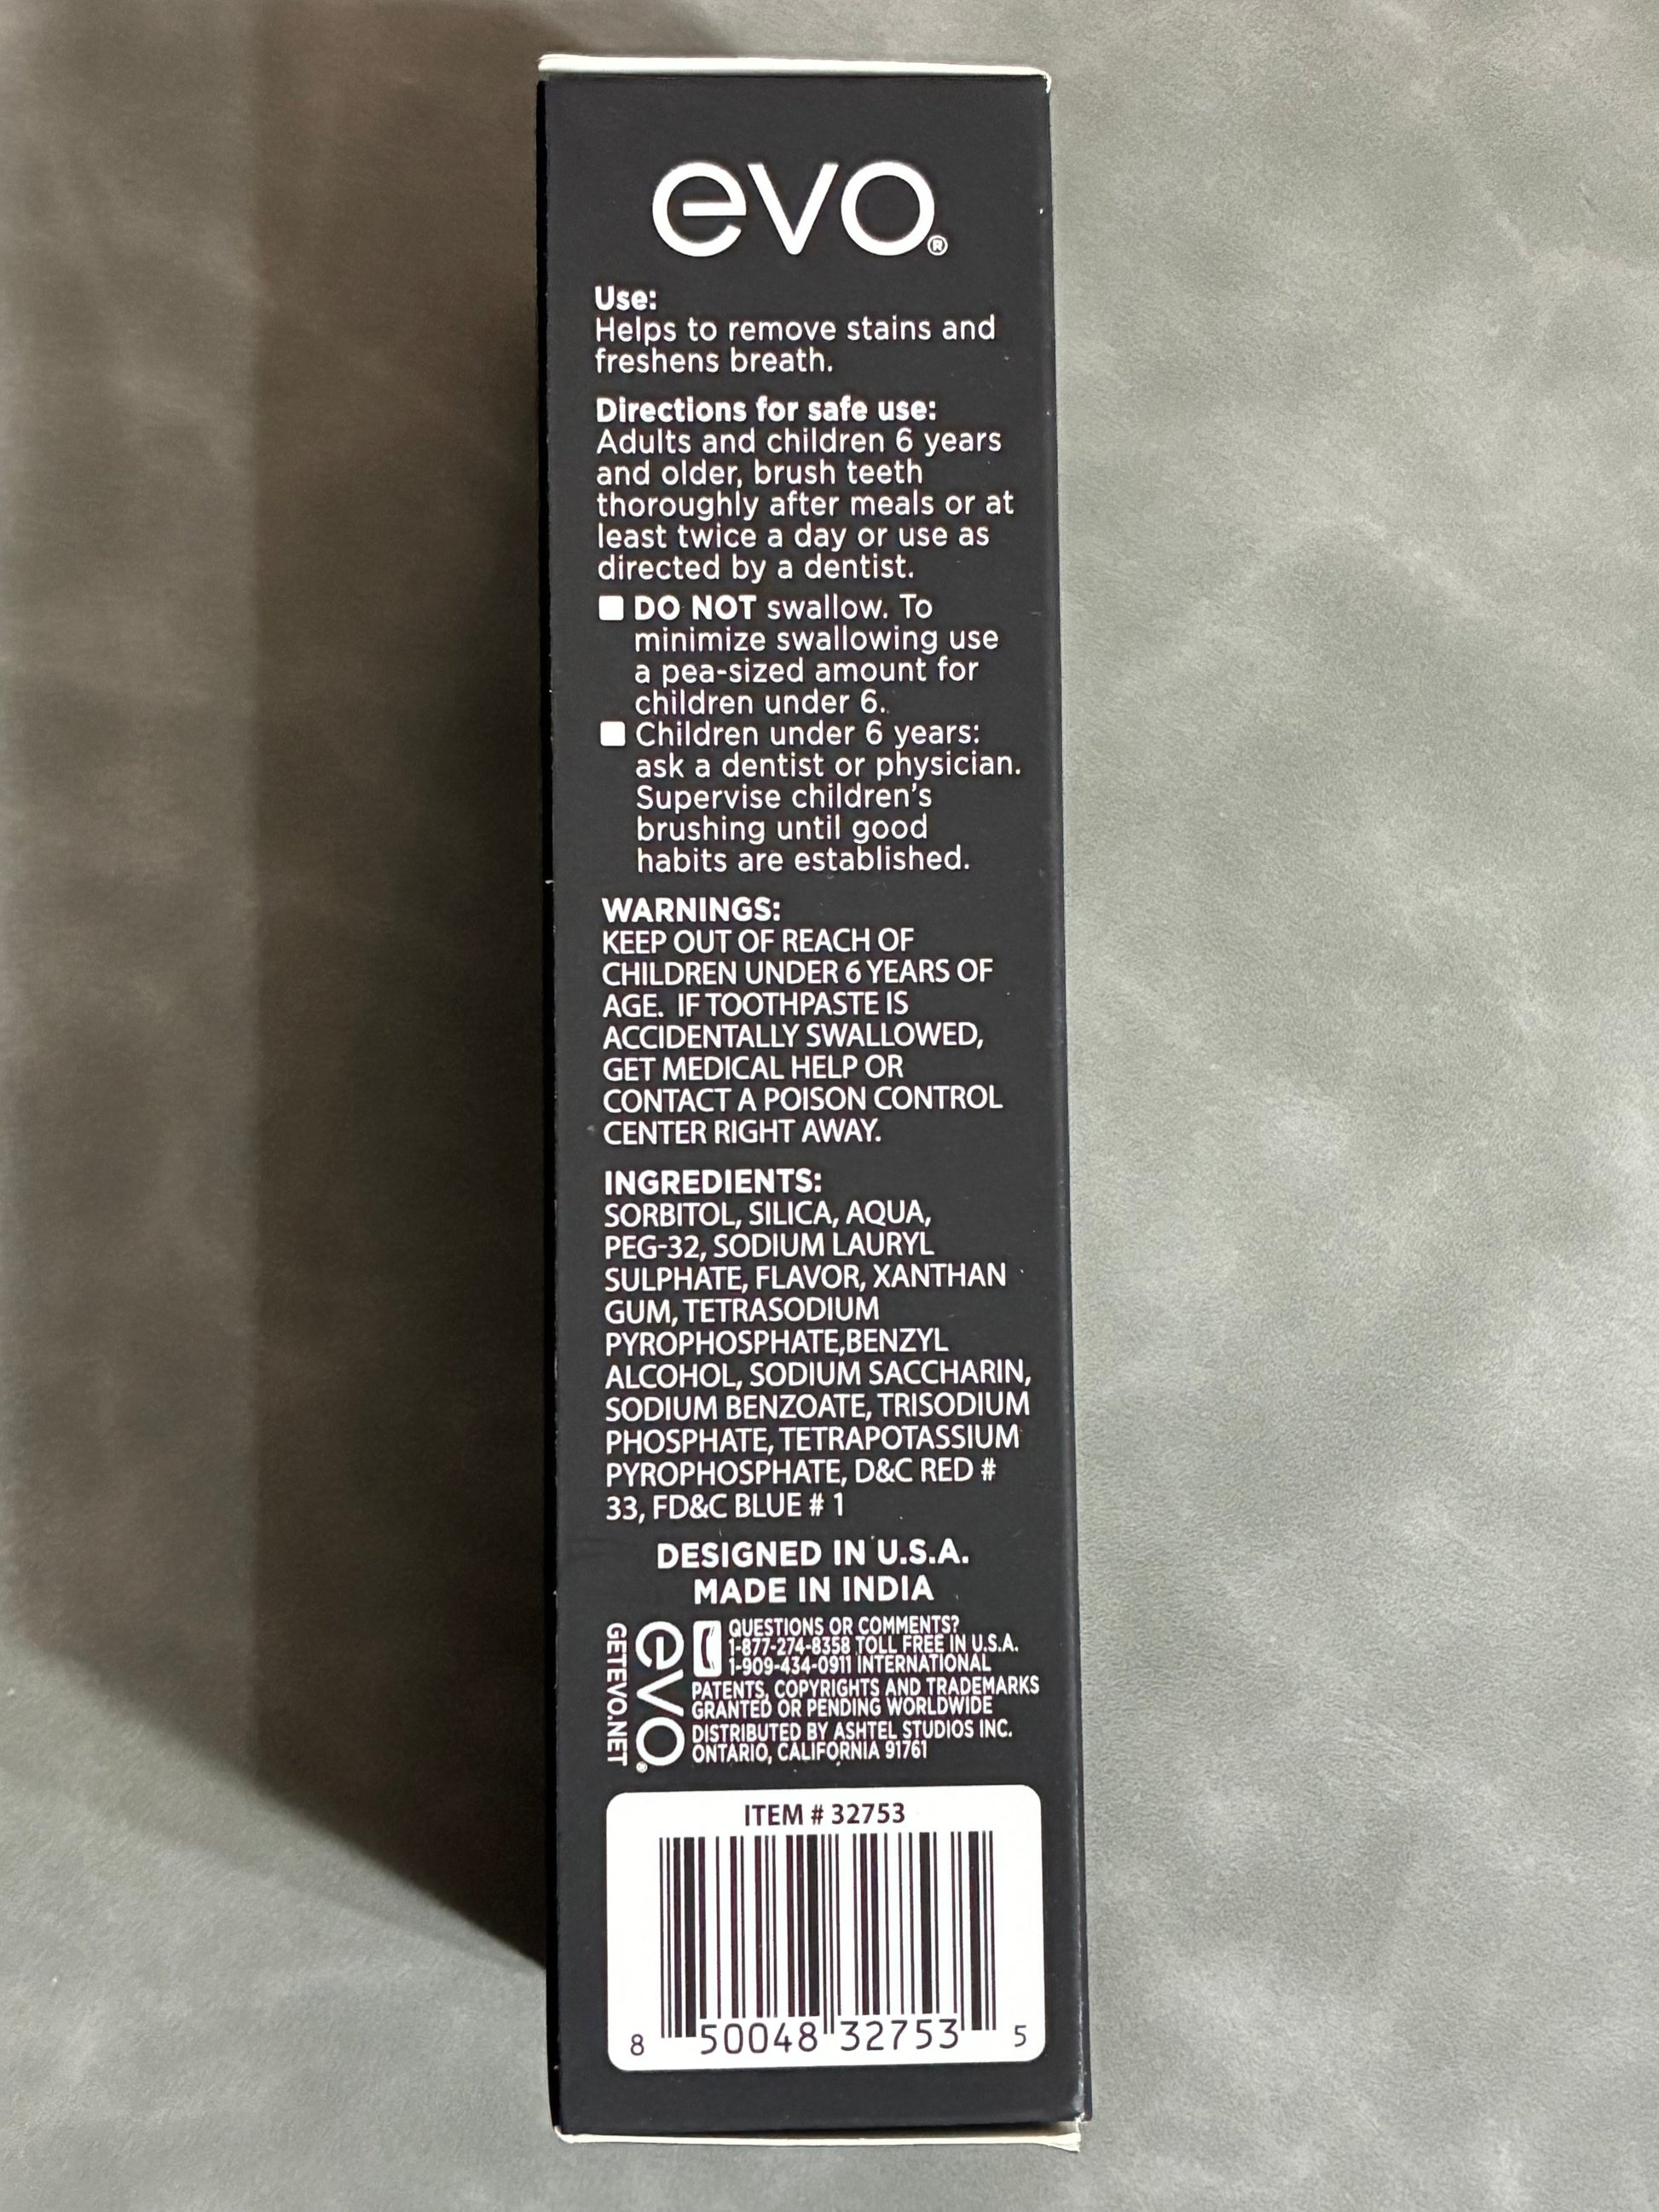 evo®
Use:
Helps to remove stains and
freshens breath.
Directions for safe use:
Adults and children 6 years
and older, brush teeth
thoroughly after meals or at
least twice a day or use as
directed by a dentist.
DO NOT swallow. To
minimize swallowing use
a pea-sized amount for
children under 6.
Children under 6 years:
ask a dentist or physician.
Supervise children's
brushing until good
habits are established.
WARNINGS:
KEEP OUT OF REACH OF
CHILDREN UNDER 6 YEARS OF
AGE. IF TOOTHPASTE IS
ACCIDENTALLY SWALLOWED,
GET MEDICAL HELP OR
CONTACT A POISON CONTROL
CENTER RIGHT AWAY.
INGREDIENTS:
SORBITOL, SILICA, AQUA,
PEG-32, SODIUM LAURYL
SULPHATE, FLAVOR, XANTHAN
GUM, TETRASODIUM
PYROPHOSPHATE,BENZYL
ALCOHOL, SODIUM SACCHARIN,
SODIUM BENZOATE, TRISODIUM
PHOSPHATE, TETRAPOTASSIUM
PYROPHOSPHATE, D&C RED #
33, FD&C BLUE # 1
DESIGNED IN U.S.A.
MADE IN INDIA
GETEVO.NET
evo®
QUESTIONS OR COMMENTS?
1-877-274-8358 TOLL FREE IN U.S.A.
1-909-434-0911 INTERNATIONAL
PATENTS, COPYRIGHTS AND TRADEMARKS
GRANTED OR PENDING WORLDWIDE
DISTRIBUTED BY ASHTEL STUDIOS INC.
ONTARIO, CALIFORNIA 91761
ITEM # 32753
8 50048 32753 5